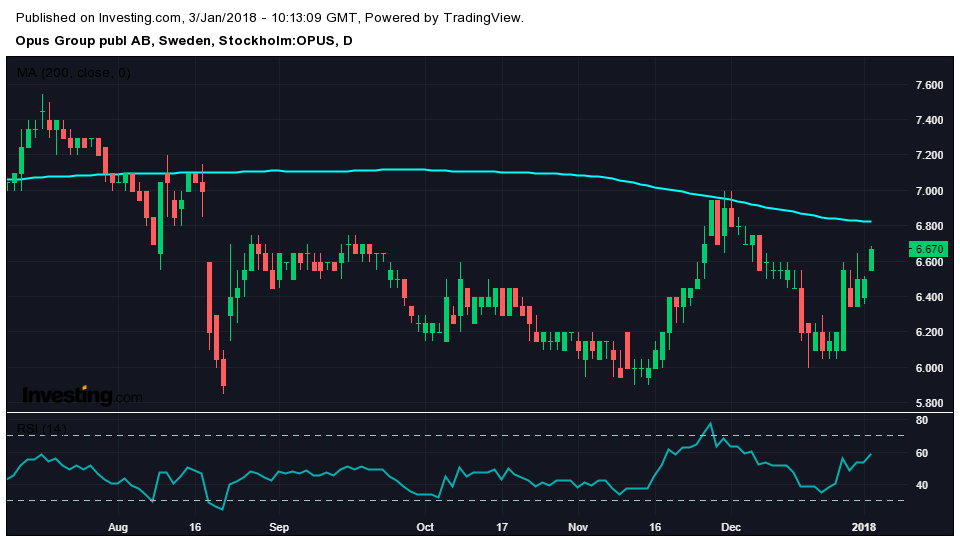 Published on Investing.com, 3/Jan/2018 - 10:13:09 GMT, Powered by TradingView.
Opus Group publ AB, Sweden, Stockholm:OPUS, D
MA (200, close, 0)
7.600
7.400
7.200
7.000
6.800
6.670
6.600
6.400
6.200
6.000
5.800
Investing.com
RSI (14)
80
60
40
Aug 16 Sep Oct 17 Nov 16 Dec 2018